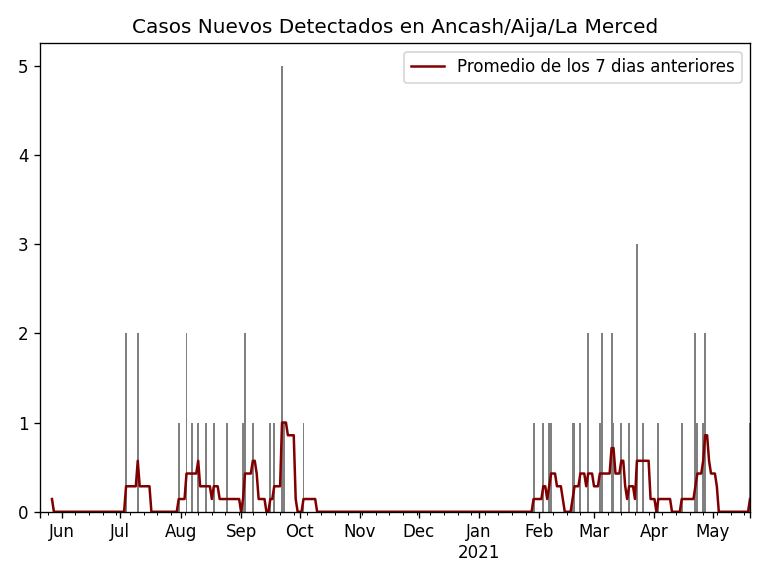 Casos Nuevos Detectados en Ancash/Aija/La Merced
Promedio de los 7 dias anteriores
5
4
3
2
1
0
Jun Jul Aug Sep Oct Nov Dec Jan Feb Mar Apr May
2021